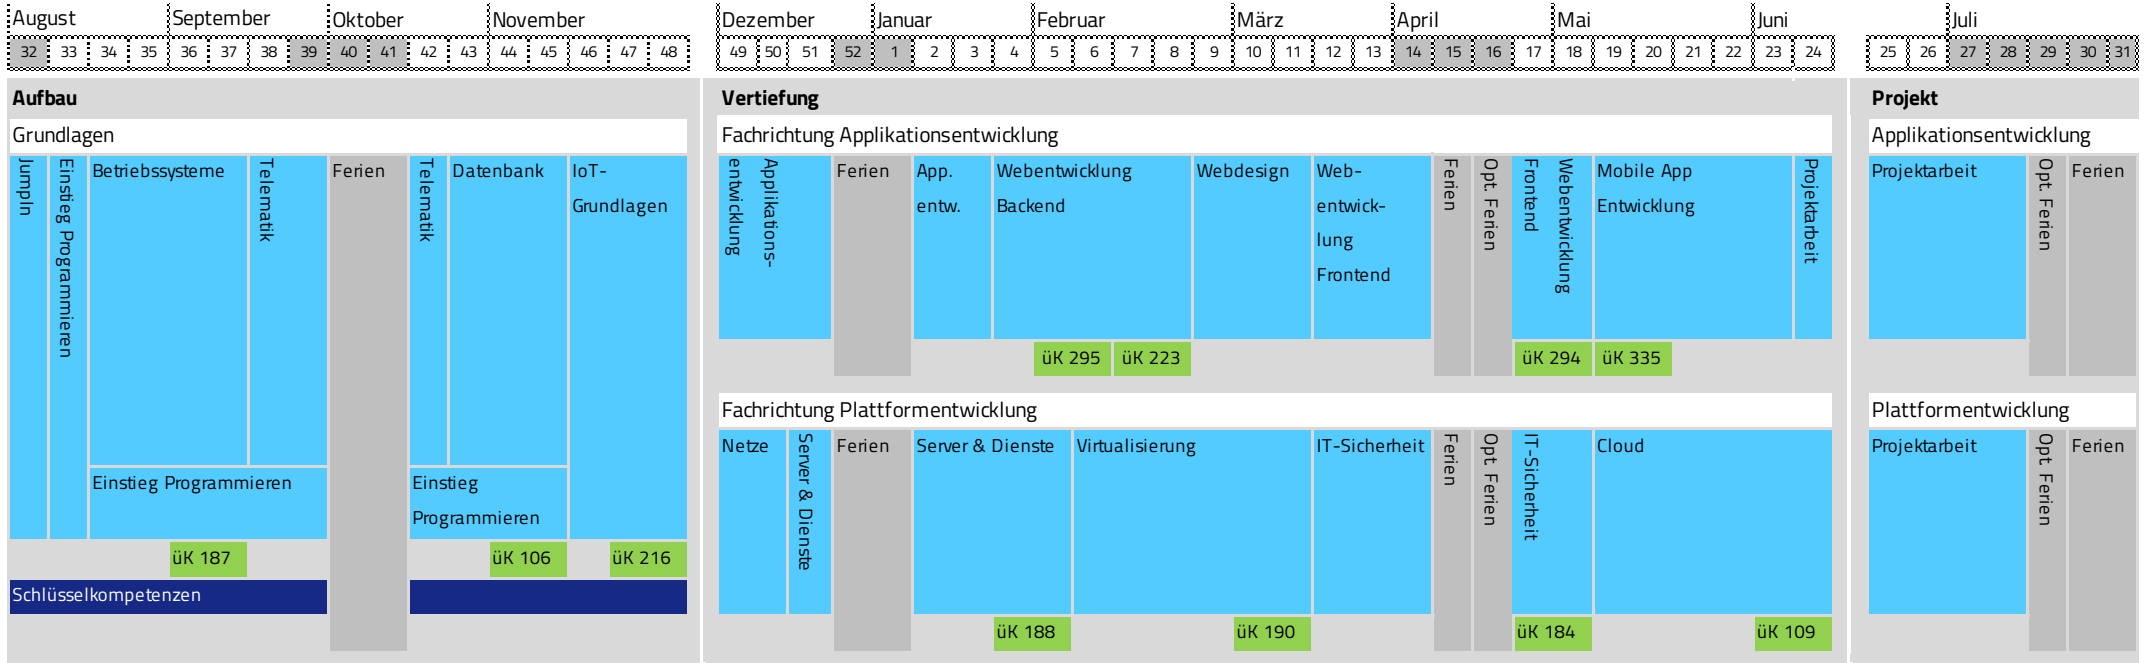 August September Oktober November Dezember Januar Februar März April Mai Juni Juli
32 33 34 35 36 37 38 39 40 41 42 43 44 45 46 47 48 49 50 51 52 1 2 3 4 5 6 7 8 9 10 11 12 13 14 15 16 17 18 19 20 21 22 23 24 25 26 27 28 29 30 31
Aufbau
Grundlagen
JumpIn
Einstieg Programmieren
Betriebssysteme
Telematik
Ferien
Telematik
Datenbank
IoT-
Grundlagen
Einstieg Programmieren
Einstieg
Programmieren
üK 187
üK 106
üK 216
Schlüsselkompetenzen
Vertiefung
Fachrichtung Applikationsentwicklung
Applikations-
entwicklung
Ferien
App.
entw.
Webentwicklung
Backend
Webdesign
Web-
entwick-
lung
Frontend
Ferien
Opt. Ferien
Webentwicklung
Frontend
Mobile App
Entwicklung
Projektarbeit
üK 295
üK 223
üK 294
üK 335
Fachrichtung Plattformentwicklung
Netze
Server & Dienste
Ferien
Server & Dienste
Virtualisierung
IT-Sicherheit
Ferien
Opt. Ferien
IT-Sicherheit
Cloud
üK 188
üK 190
üK 184
üK 109
Projekt
Applikationsentwicklung
Projektarbeit
Opt. Ferien
Ferien
Plattformentwicklung
Projektarbeit
Opt. Ferien
Ferien